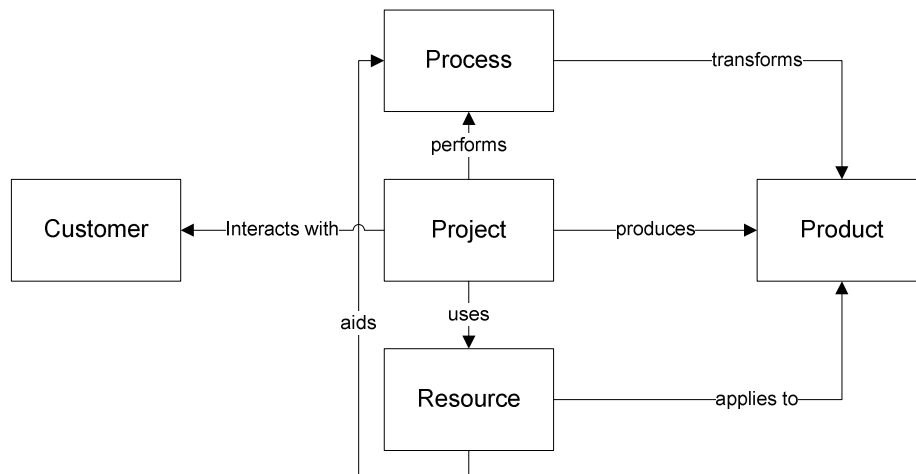 Process
transforms
performs
Customer
Interacts with
Project
produces
Product
aids
uses
Resource
applies to